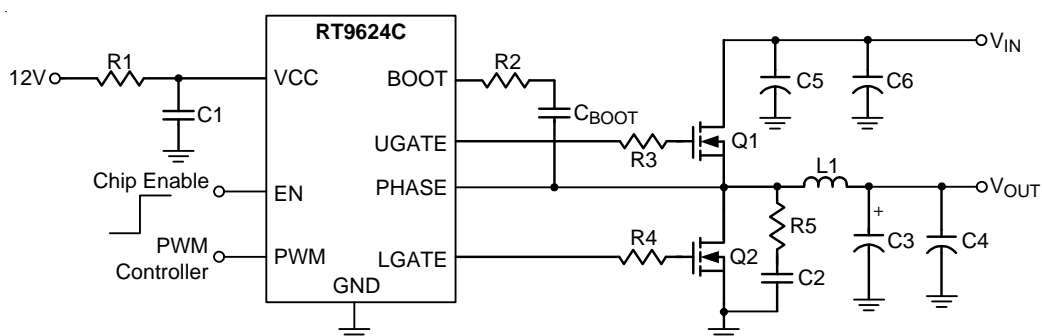 RT9624C
12V
R1
C1
VCC
BOOT
R2
CBOOT
UGATE
R3
Q1
C5
C6
VIN
Chip Enable
EN
PHASE
L1
VOUT
PWM
Controller
PWM
LGATE
R4
Q2
R5
C2
+
C3
C4
GND